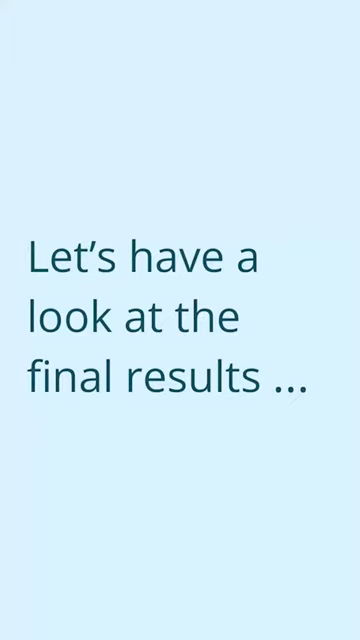 Let’s have a
look at the
final results ...